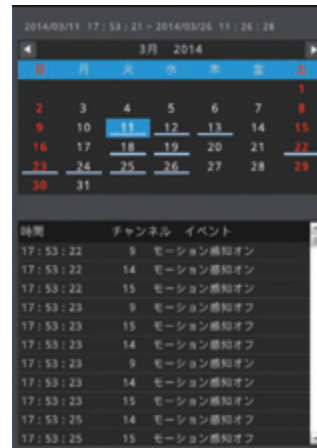 2014/03/11 17:53:21 ~ 2014/03/26 11:26:28
3月 2014
日 月 火 水 木 金 土
1
2 3 4 5 6 7 8
9 10 11 12 13 14 15
16 17 18 19 20 21 22
23 24 25 26 27 28 29
30 31
時間 チャンネル イベント
17:53:22 9 モーション感知オン
17:53:22 14 モーション感知オン
17:53:22 15 モーション感知オン
17:53:23 9 モーション感知オフ
17:53:23 14 モーション感知オフ
17:53:23 15 モーション感知オフ
17:53:23 9 モーション感知オン
17:53:23 14 モーション感知オン
17:53:23 15 モーション感知オン
17:53:25 14 モーション感知オフ
17:53:25 15 モーション感知オフ